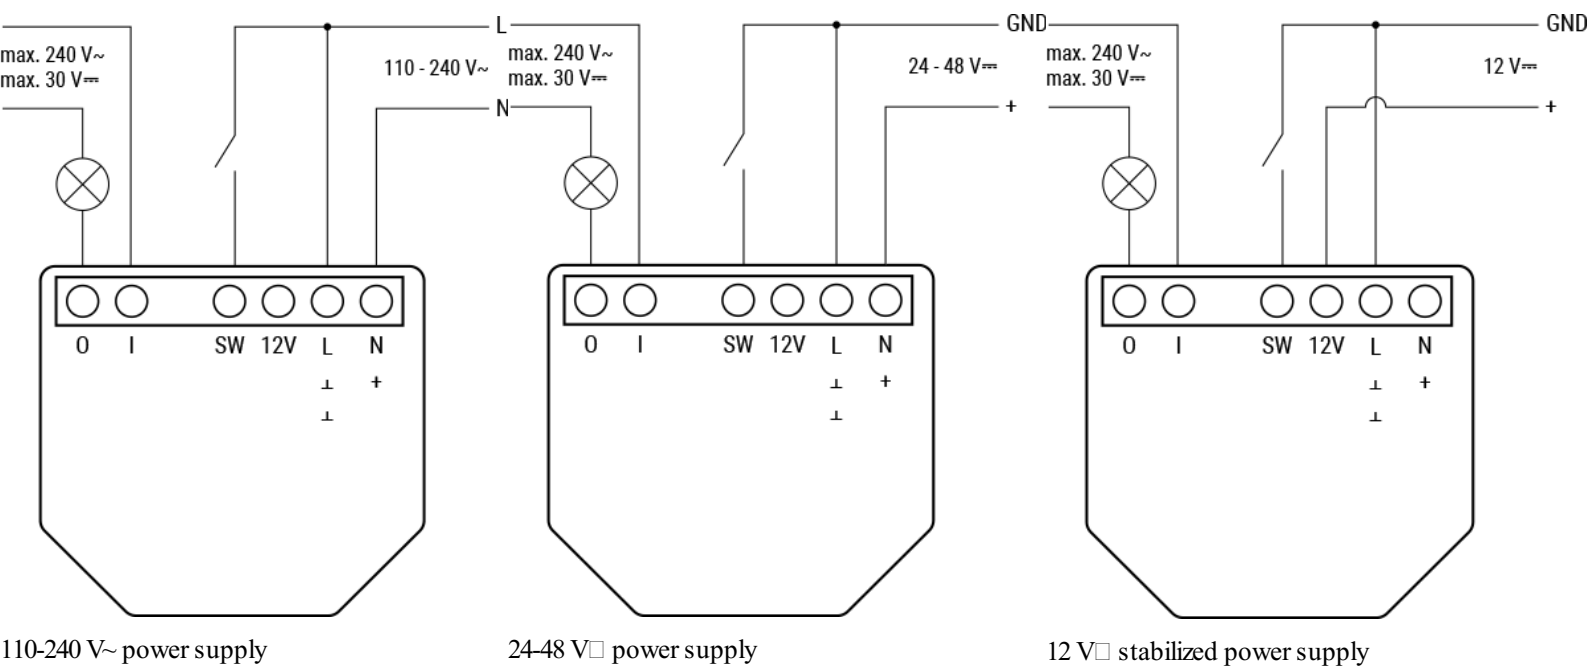 L
max. 240 V~
max. 30 V⎓
110 - 240 V~
N
O I SW 12V L N
⊥ +
⊥
110-240 V~ power supply
GND
max. 240 V~
max. 30 V⎓
24 - 48 V⎓
+
O I SW 12V L N
⊥ +
⊥
24-48 V□ power supply
GND
max. 240 V~
max. 30 V⎓
12 V⎓
+
O I SW 12V L N
⊥ +
⊥
12 V□ stabilized power supply